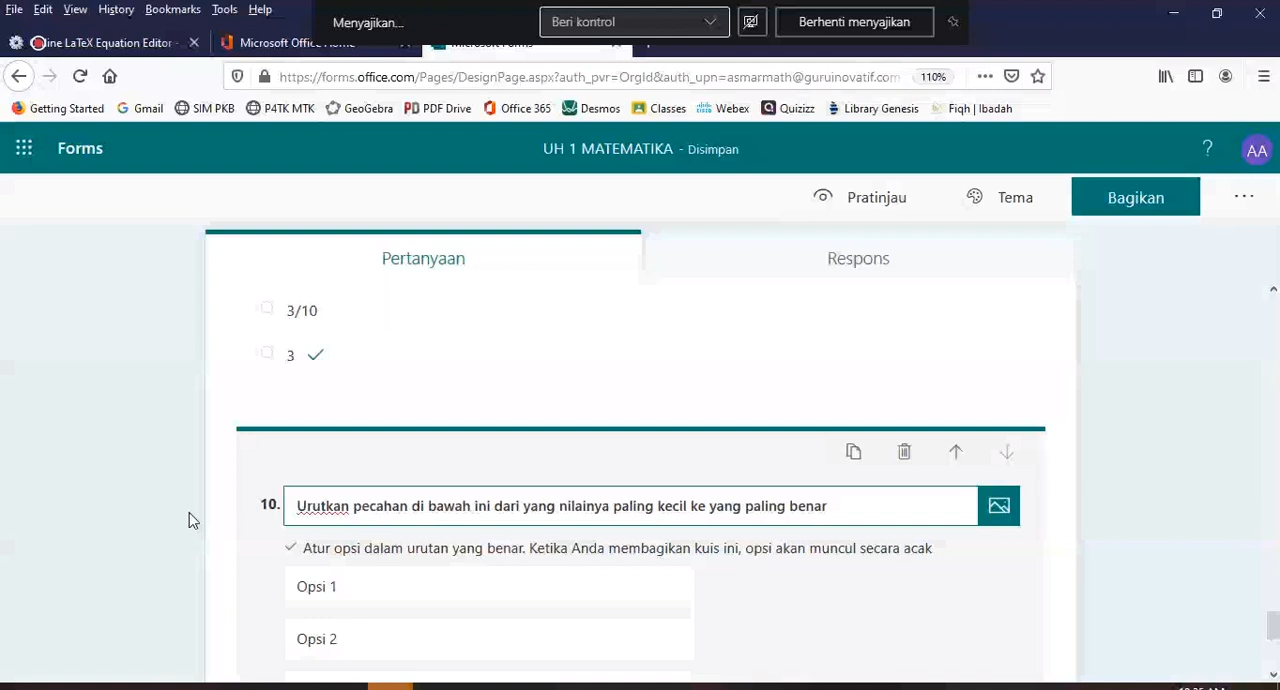 File Edit View History Bookmarks Tools Help
Menyajikan...
Beri kontrol
Berhenti menyajikan
ine LaTeX Equation Editor -
Microsoft Office Home
Microsoft Forms
https://forms.office.com/Pages/DesignPage.aspx?auth_pvr=OrgId&auth_upn=asmarmath@guruinovatif.com
110%
Getting Started Gmail SIM PKB P4TK MTK GeoGebra PDF Drive Office 365 Desmos Classes Webex Quizizz Library Genesis Fiqh | Ibadah
Forms
UH 1 MATEMATIKA - Disimpan
? AA
Pratinjau
Tema
Bagikan
Pertanyaan
Respons
3/10
3
10. Urutkan pecahan di bawah ini dari yang nilainya paling kecil ke yang paling benar
Atur opsi dalam urutan yang benar. Ketika Anda membagikan kuis ini, opsi akan muncul secara acak
Opsi 1
Opsi 2